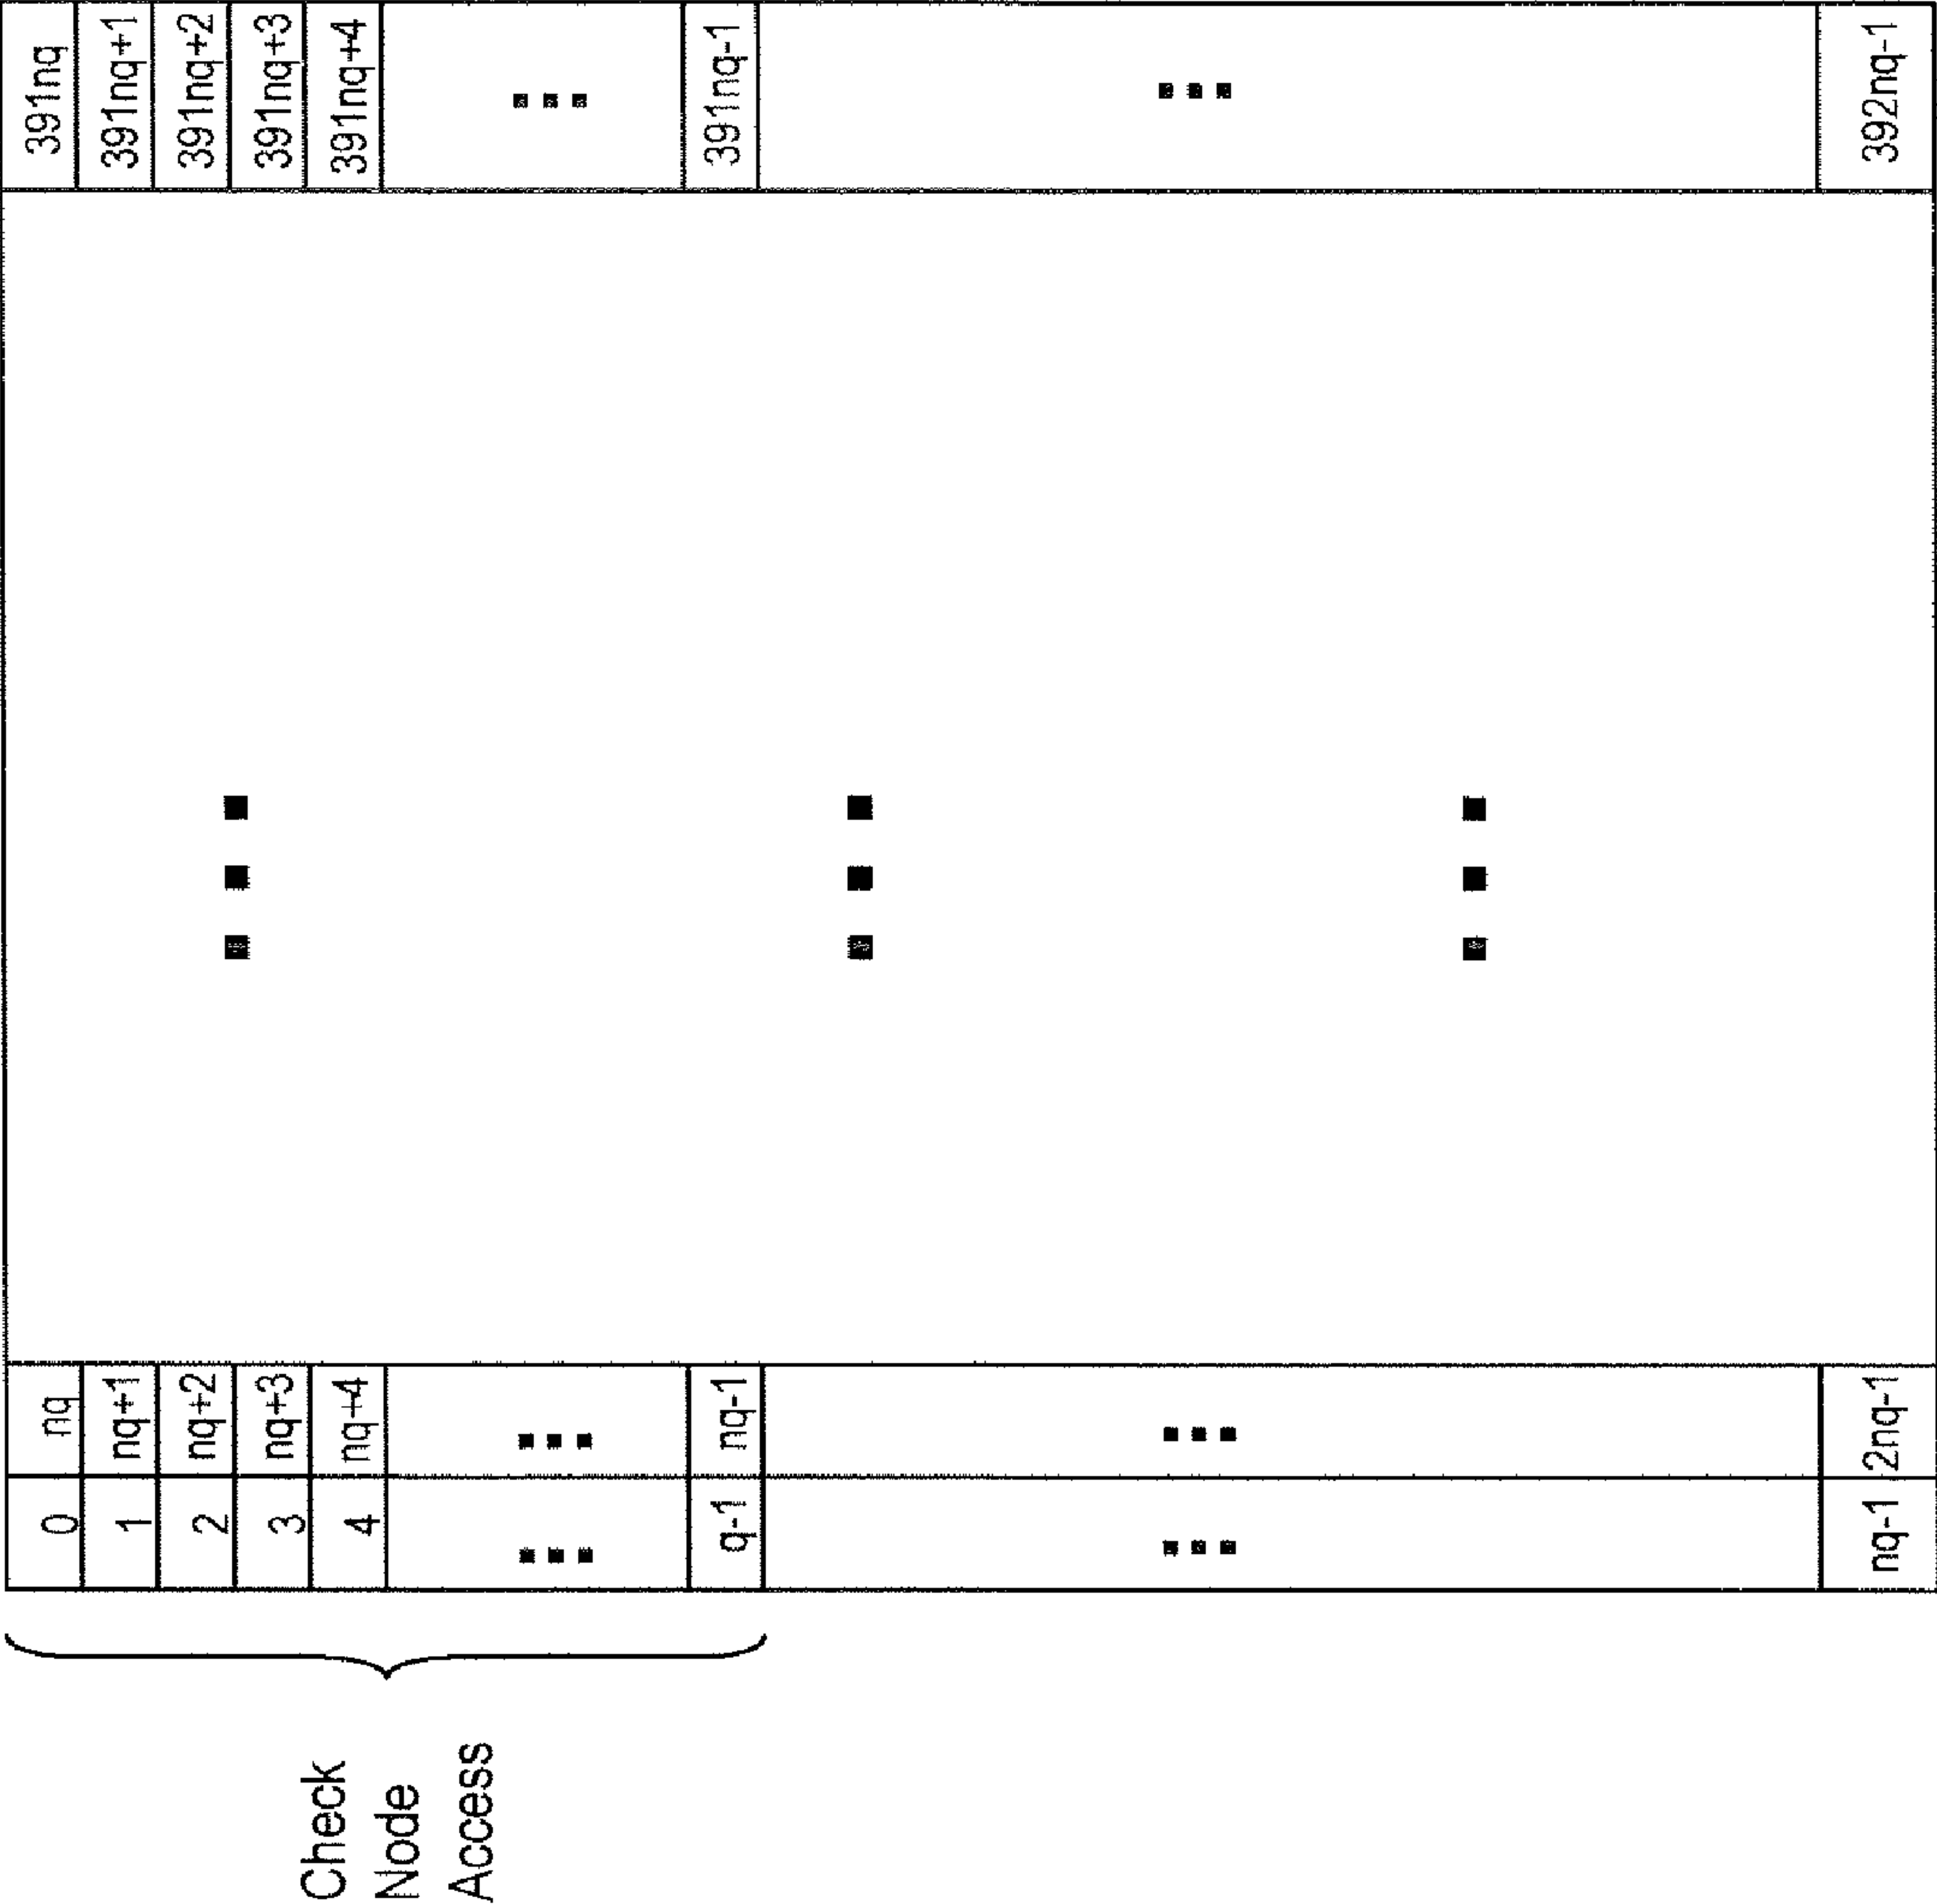 0 nq 391nq
1 nq+1 391nq+1
2 nq+2 391nq+2
3 nq+3 391nq+3
4 nq+4 391nq+4
q-1 nq-1 391nq-1
nq-1 2nq-1 392nq-1
Check
Node
Access